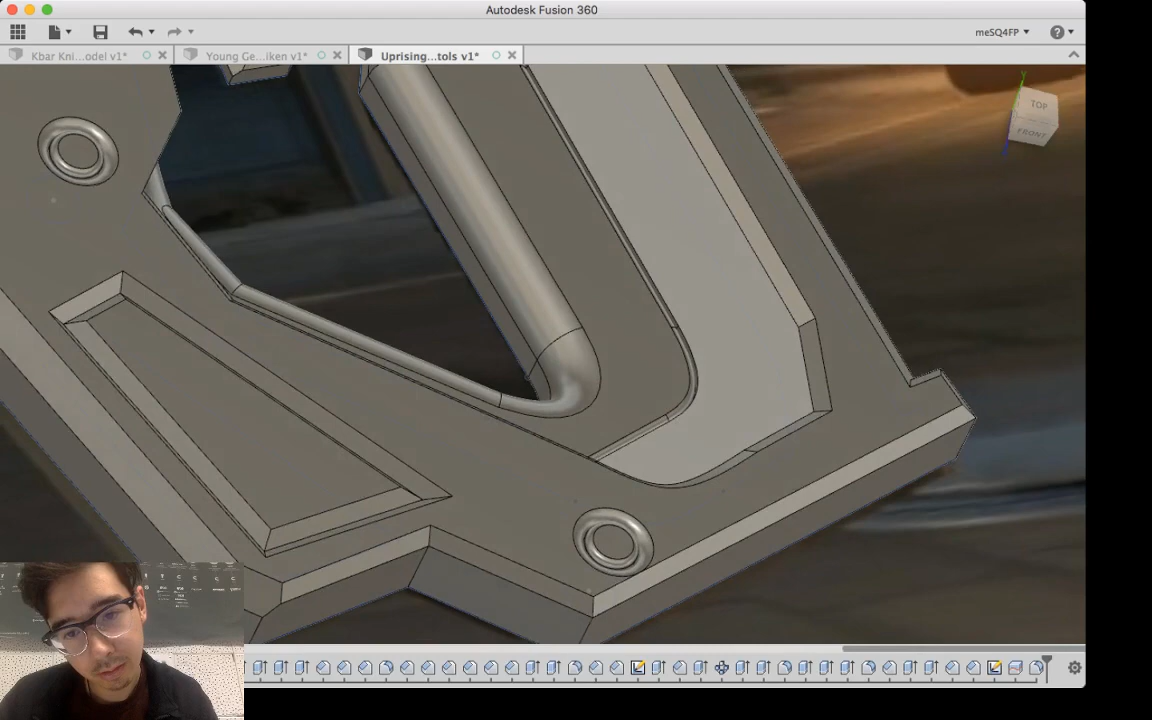 Autodesk Fusion 360
meSQ4FP
Kbar Kni...odel v1*
Young Ge...iken v1*
Uprising...tols v1*
TOP
FRONT
Y